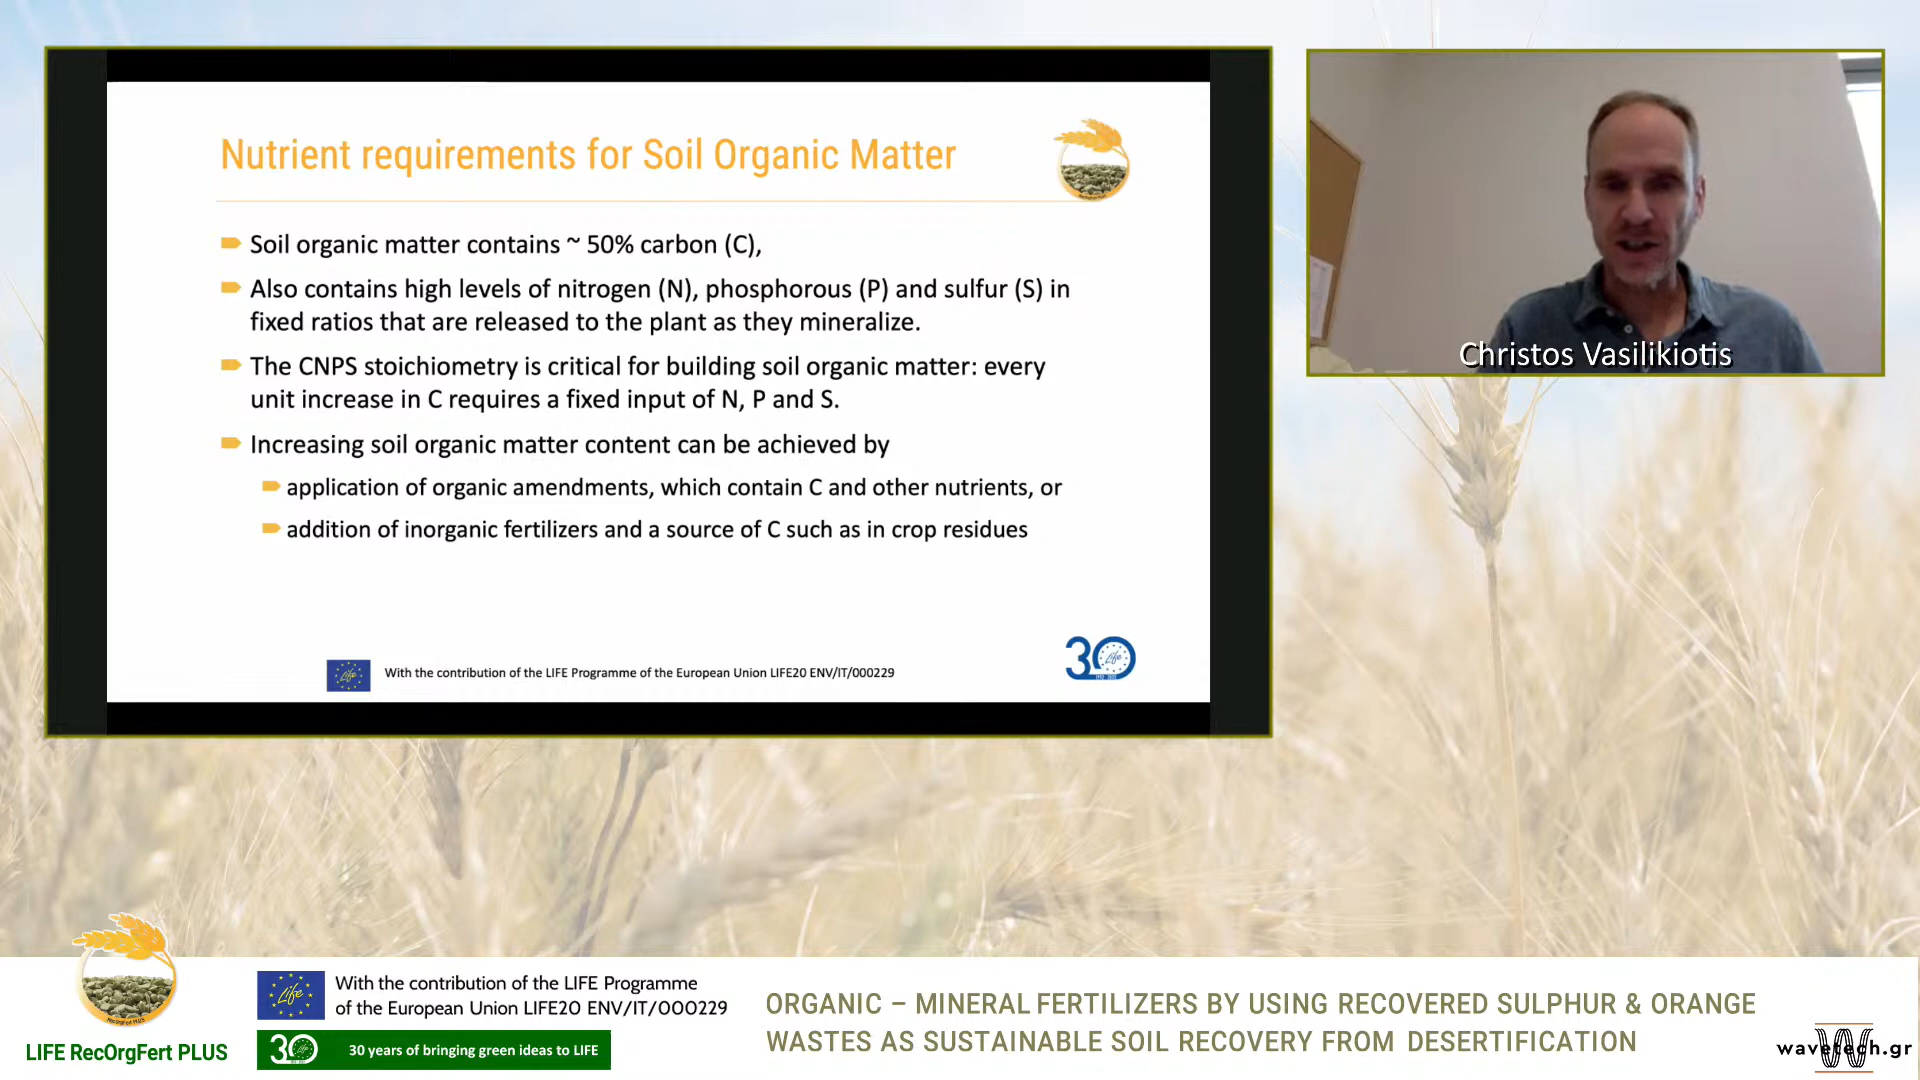 Nutrient requirements for Soil Organic Matter
Soil organic matter contains ~ 50% carbon (C),
Also contains high levels of nitrogen (N), phosphorous (P) and sulfur (S) in
fixed ratios that are released to the plant as they mineralize.
The CNPS stoichiometry is critical for building soil organic matter: every
unit increase in C requires a fixed input of N, P and S.
Increasing soil organic matter content can be achieved by
application of organic amendments, which contain C and other nutrients, or
addition of inorganic fertilizers and a source of C such as in crop residues
Life
With the contribution of the LIFE Programme of the European Union LIFE20 ENV/IT/000229
30
Life
Christos Vasilikiotis
RecOrgFert PLUS
LIFE RecOrgFert PLUS
Life
With the contribution of the LIFE Programme
of the European Union LIFE20 ENV/IT/000229
30
Life
30 years of bringing green ideas to LIFE
ORGANIC – MINERAL FERTILIZERS BY USING RECOVERED SULPHUR & ORANGE
WASTES AS SUSTAINABLE SOIL RECOVERY FROM DESERTIFICATION
wavetech.gr